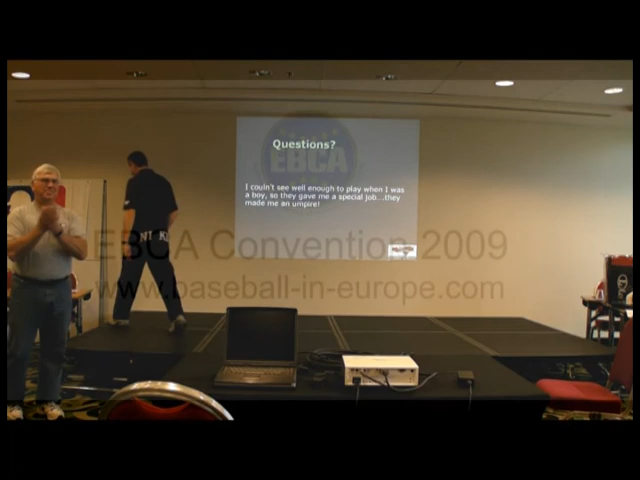 Questions?
EBCA
I couln't see well enough to play when I was
a boy, so they gave me a special job...they
made me an umpire!
EBCA Convention 2009
www.baseball-in-europe.com